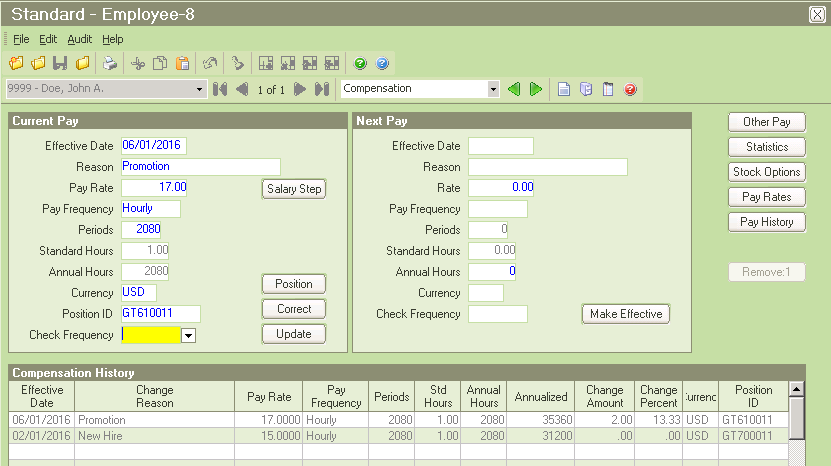 Standard - Employee-8
File Edit Audit Help
9999 - Doe, John A. 1 of 1 Compensation
Current Pay
Effective Date 06/01/2016
Reason Promotion
Pay Rate 17.00 Salary Step
Pay Frequency Hourly
Periods 2080
Standard Hours 1.00
Annual Hours 2080
Currency USD Position
Position ID GT610011 Correct
Check Frequency Update
Next Pay
Effective Date
Reason
Rate 0.00
Pay Frequency
Periods 0
Standard Hours 0.00
Annual Hours 0
Currency
Check Frequency Make Effective
Other Pay
Statistics
Stock Options
Pay Rates
Pay History
Remove:1
Compensation History
Effective Date Change Reason Pay Rate Pay Frequency Periods Std Hours Annual Hours Annualized Change Amount Change Percent urrenc Position ID
06/01/2016 Promotion 17.0000 Hourly 2080 1.00 2080 35360 2.00 13.33 USD GT610011
02/01/2016 New Hire 15.0000 Hourly 2080 1.00 2080 31200 .00 .00 USD GT700011